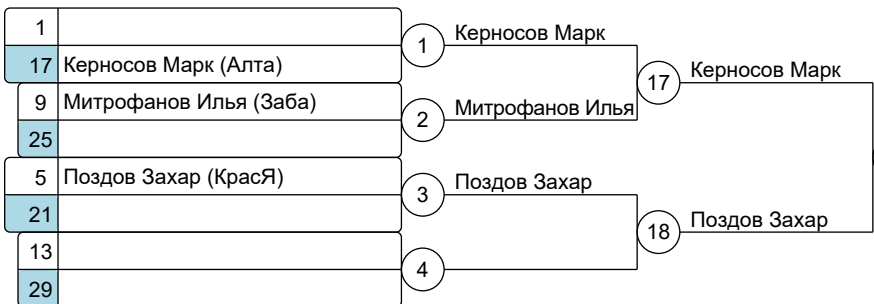 1
17 Керносов Марк (Алта)
9 Митрофанов Илья (Заба)
25
5 Поздов Захар (КрасЯ)
21
13
29
1 Керносов Марк
2 Митрофанов Илья
3 Поздов Захар
4
17 Керносов Марк
18 Поздов Захар